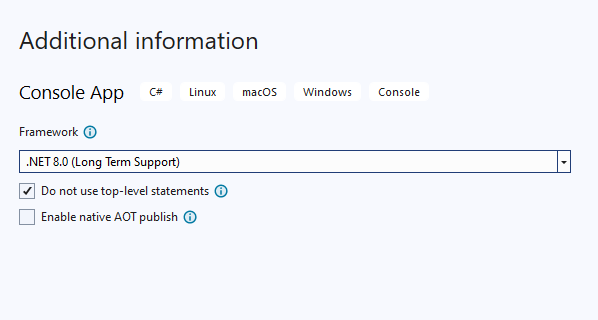 Additional information
Console App C# Linux macOS Windows Console
Framework
.NET 8.0 (Long Term Support)
Do not use top-level statements
Enable native AOT publish